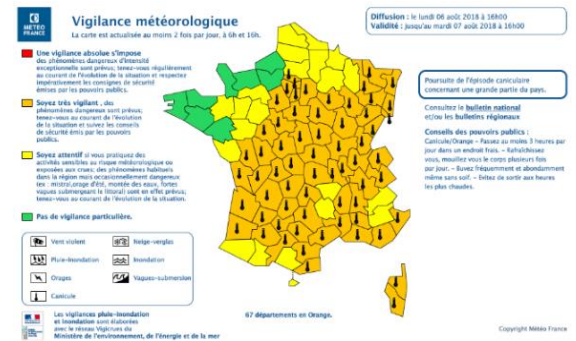 METEO
FRANCE
Vigilance météorologique
La carte est actualisée au moins 2 fois par jour, à 6h et 16h.
Diffusion : le lundi 06 août 2018 à 16h00
Validité : jusqu'au mardi 07 août 2018 à 16h00
Une vigilance absolue s'impose
des phénomènes dangereux d'intensité
exceptionnelle sont prévus; tenez-vous régulièrement
au courant de l'évolution de la situation et respectez
impérativement les consignes de sécurité
émises par les pouvoirs publics.
Soyez très vigilant , des
phénomènes dangereux sont prévus;
tenez-vous au courant de l'évolution
de la situation et suivez les conseils
de sécurité émis par les pouvoirs
publics.
Soyez attentif si vous pratiquez des
activités sensibles au risque météorologique ou
exposées aux crues; des phénomènes habituels
dans la région mais occasionnellement dangereux
(ex : mistral,orage d'été, montée des eaux, fortes
vagues submergeant le littoral) sont en effet prévus;
tenez-vous au courant de l'évolution de la situation.
Pas de vigilance particulière.
Vent violent
Neige-verglas
Pluie-Inondation
Inondation
Orages
Vagues-submersion
Canicule
Les vigilances pluie-inondation
et inondation sont élaborées
avec le réseau Vigicrues du
Ministère de l'environnement, de l'énergie et de la mer
67 départements en Orange.
Poursuite de l'épisode caniculaire
concernant une grande partie du pays.
Consultez le bulletin national
et/ou les bulletins régionaux
Conseils des pouvoirs publics :
Canicule/Orange – Passez au moins 3 heures par
jour dans un endroit frais. – Rafraîchissez
vous, mouillez vous le corps plusieurs fois
par jour. – Buvez fréquemment et abondamment
même sans soif. – Evitez de sortir aux heures
les plus chaudes.
Copyright Météo France